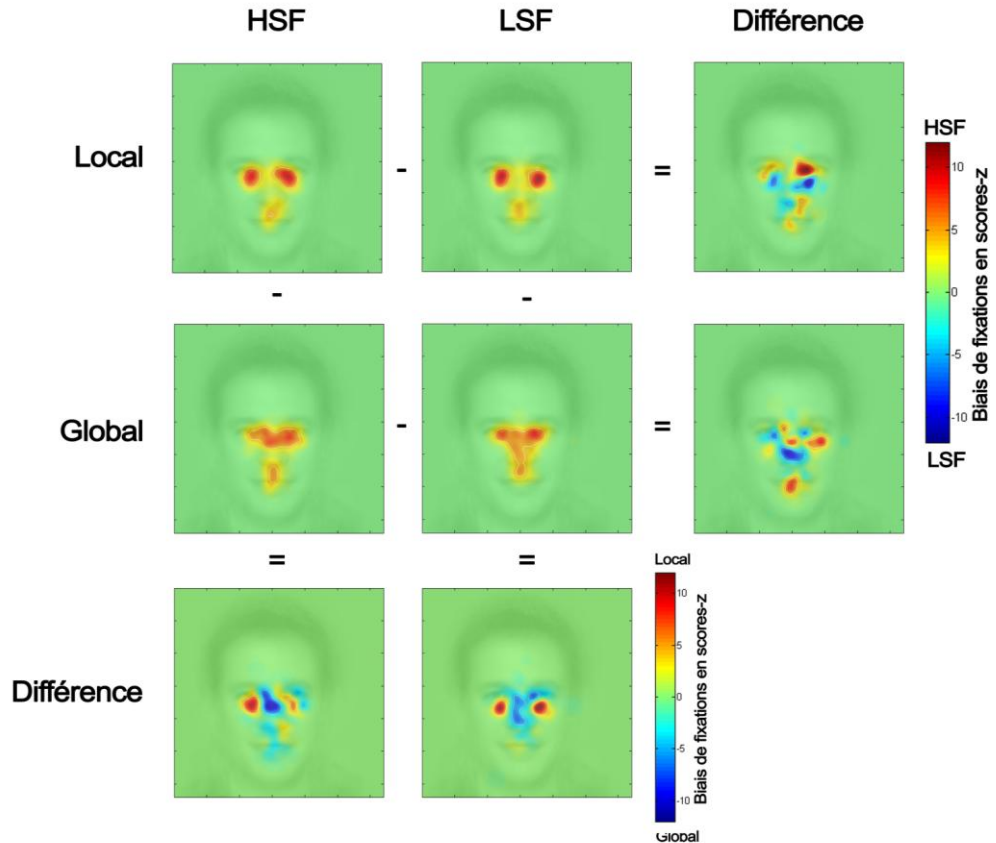 HSF LSF Différence
Local - - = HSF
10
5
0
-5
-10
LSF
Biais de fixations en scores-z
- -
Global - =
= =
Différence
Local
10
5
0
-5
-10
Global
Biais de fixations en scores-z